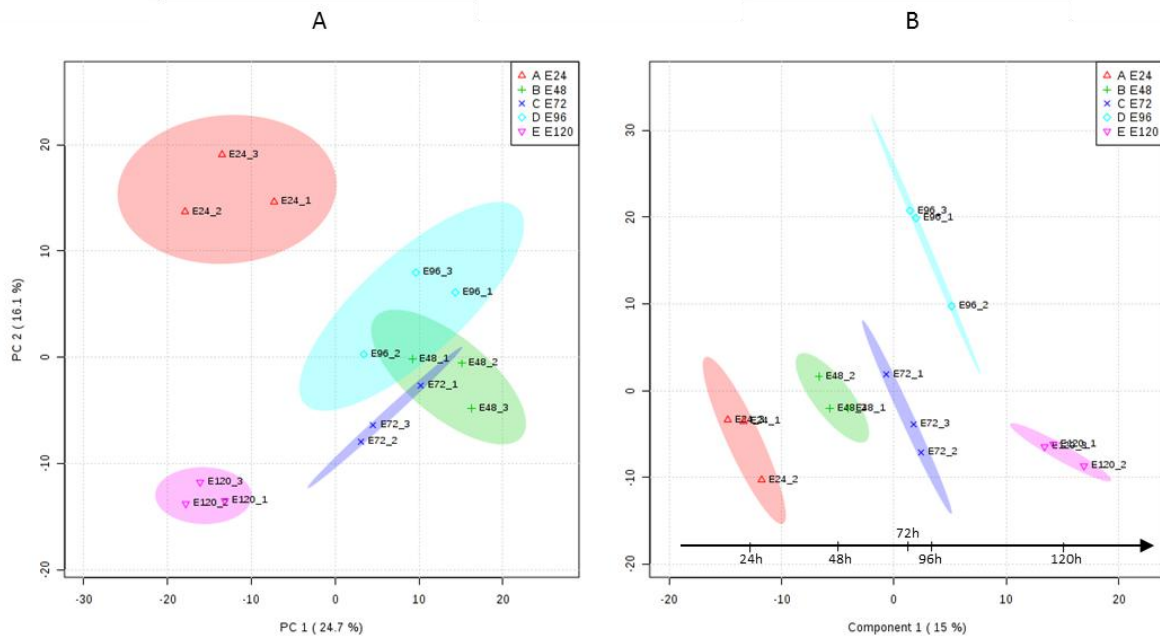 A
B
A E24
B E48
C E72
D E96
E E120
E24_3
E24_1
E24_2
E96_3
E96_1
E96_2
E48_1
E48_2
E72_1
E48_3
E72_3
E72_2
E120_3
E120_2
E120_1
20
10
0
-10
-20
PC 2 ( 16.1 %)
-30
-20
-10
0
10
20
PC 1 ( 24.7 %)
A E24
B E48
C E72
D E96
E E120
E96_3
E96_1
E96_2
E72_1
E48_2
E48_1
E24_1
E72_3
E120_1
E72_2
E120_2
E24_2
72h
24h
48h
96h
120h
30
20
10
0
-10
-20
-20
-10
0
10
20
Component 1 ( 15 %)